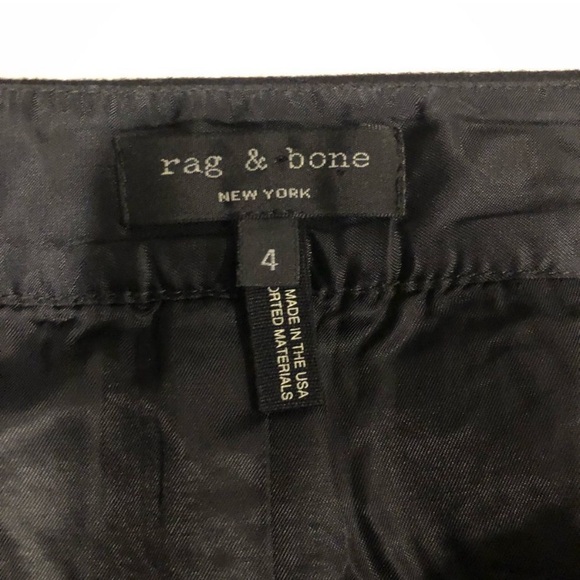 rag & bone
NEW YORK
4
MADE IN THE USA
ORTED MATERIALS